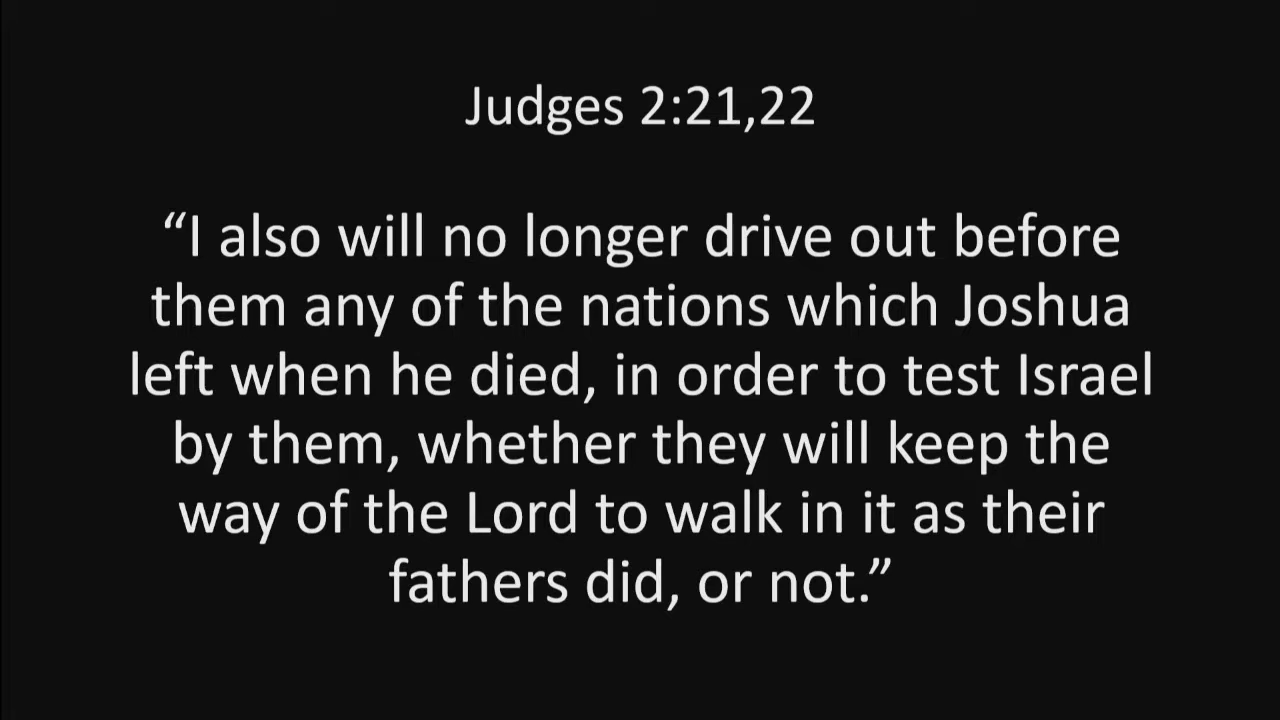 Judges 2:21,22
“I also will no longer drive out before
them any of the nations which Joshua
left when he died, in order to test Israel
by them, whether they will keep the
way of the Lord to walk in it as their
fathers did, or not.”